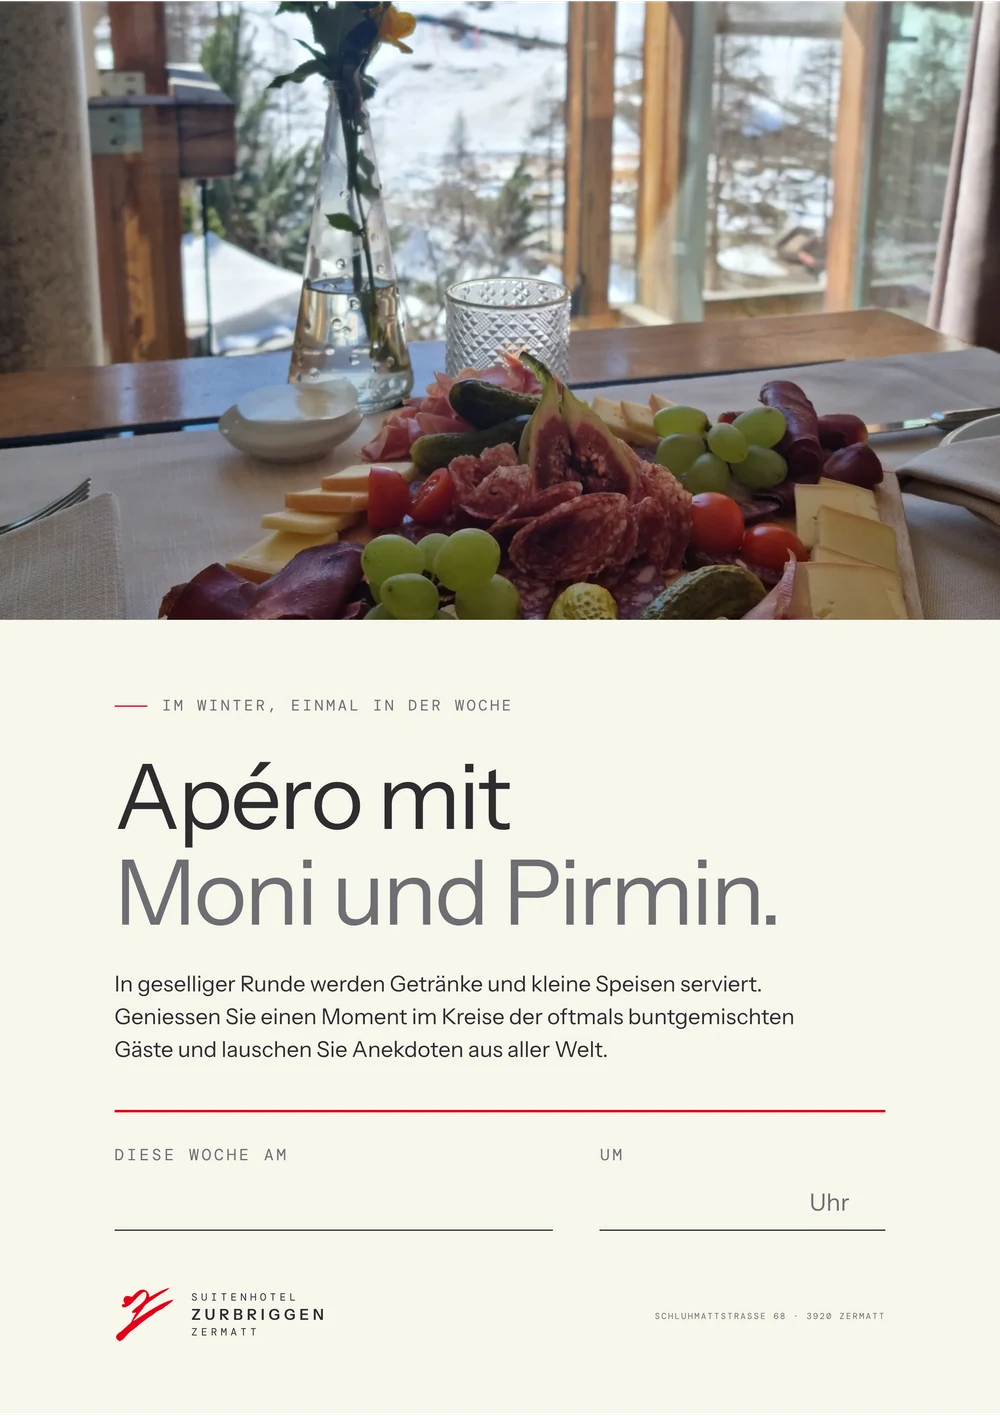 IM WINTER, EINMAL IN DER WOCHE
Apéro mit
Moni und Pirmin.
In geselliger Runde werden Getränke und kleine Speisen serviert.
Geniessen Sie einen Moment im Kreise der oftmals buntgemischten
Gäste und lauschen Sie Anekdoten aus aller Welt.
DIESE WOCHE AM
UM
Uhr
SUITENHOTEL
ZURBRIGGEN
ZERMATT
SCHLUHMATTSTRASSE 68 · 3920 ZERMATT